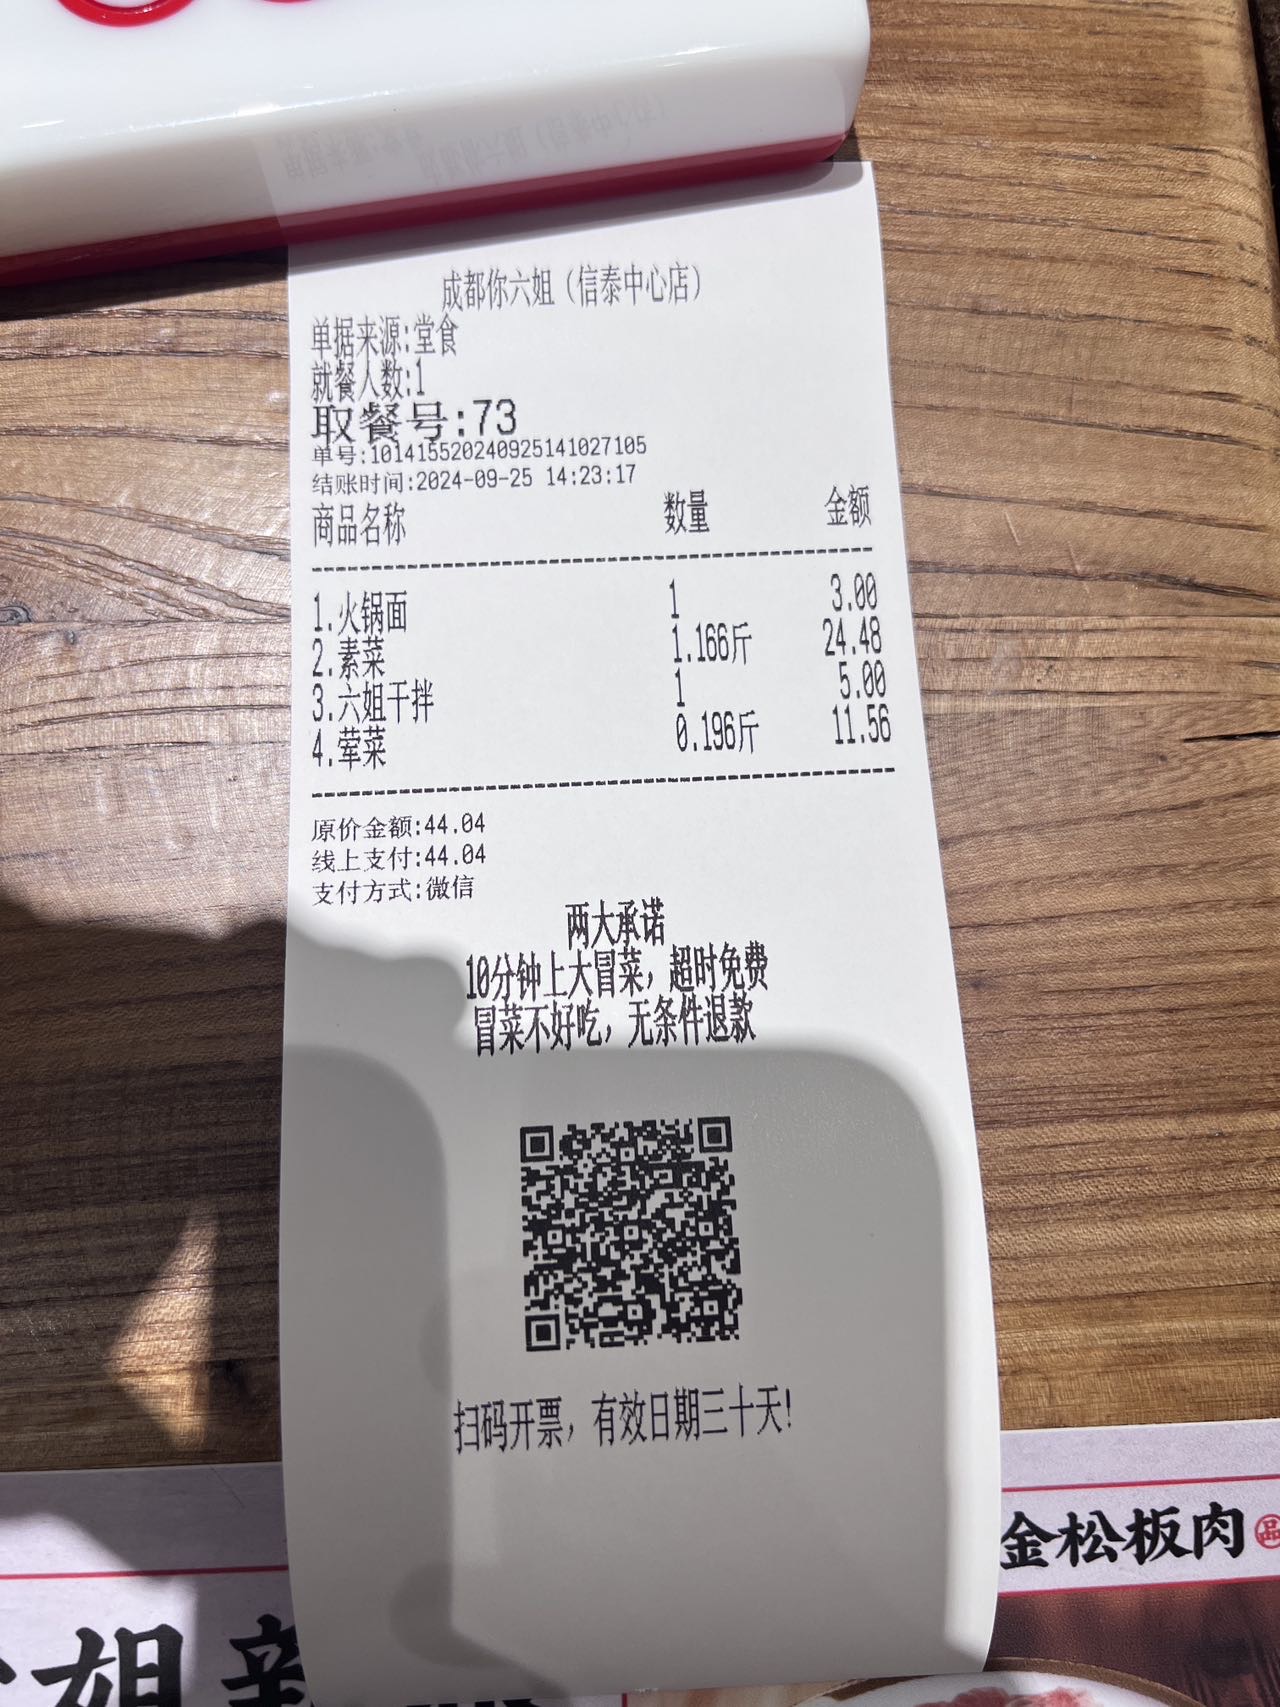 成都你六姐（信泰中心店）
单据来源:堂食
就餐人数:1
取餐号:73
单号:101415520240925141027105
结账时间:2024-09-25 14:23:17
商品名称 数量 金额
1.火锅面 1 3.00
2.素菜 1.166斤 24.48
3.六姐干拌 1 5.00
4.荤菜 0.196斤 11.56
原价金额:44.04
线上支付:44.04
支付方式:微信
两大承诺
10分钟上大冒菜，超时免费
冒菜不好吃，无条件退款
扫码开票，有效日期三十天!
金松板肉
姐新